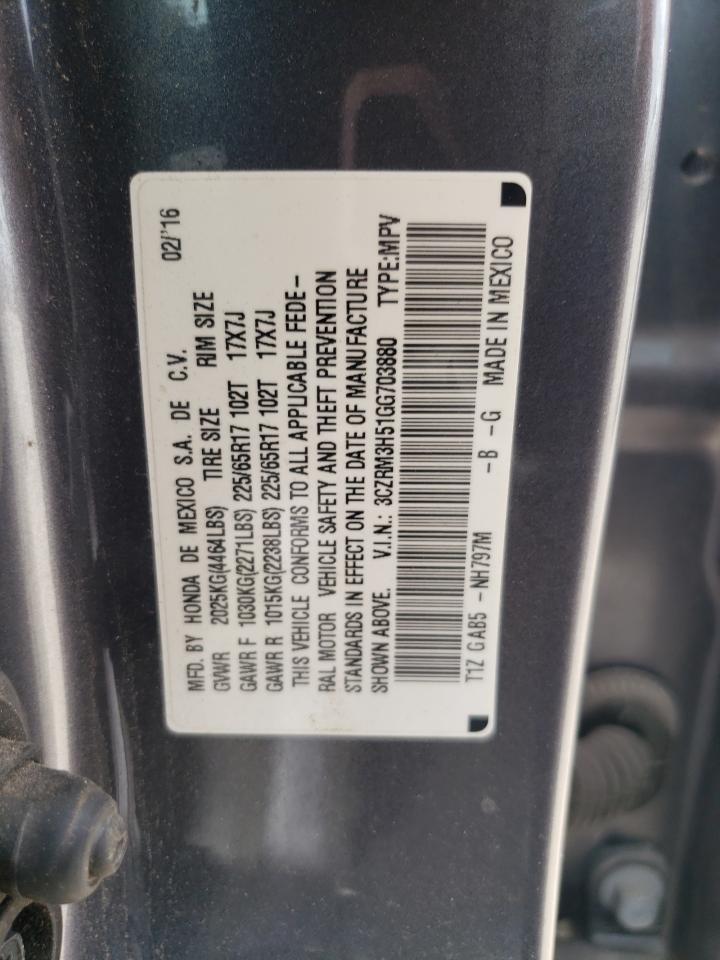 MFD. BY HONDA DE MEXICO S.A. DE C.V. 02/'16
GVWR 2025KG(4464LBS) TIRE SIZE RIM SIZE
GAWR F 1030KG(2271LBS) 225/65R17 102T 17X7J
GAWR R 1015KG(2238LBS) 225/65R17 102T 17X7J
THIS VEHICLE CONFORMS TO ALL APPLICABLE FEDE-
RAL MOTOR VEHICLE SAFETY AND THEFT PREVENTION
STANDARDS IN EFFECT ON THE DATE OF MANUFACTURE
SHOWN ABOVE. V.I.N.: 3CZRM3H51GG703880 TYPE:MPV
T1Z GAB5 -NH797M -B -G MADE IN MEXICO